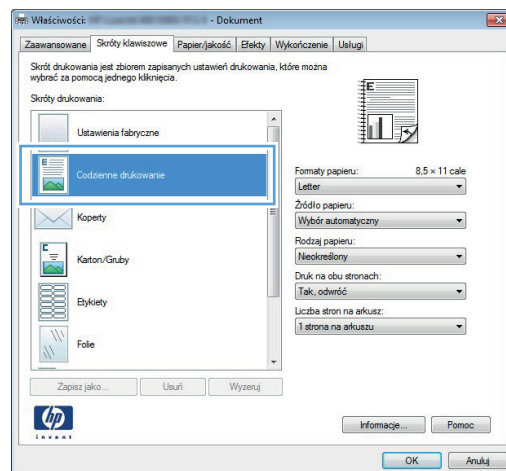 Właściwości: - Dokument
Zaawansowane Skróty klawiszowe Papier/jakość Efekty Wykończenie Usługi
Skrót drukowania jest zbiorem zapisanych ustawień drukowania, które można
wybrać za pomocą jednego kliknięcia.
Skróty drukowania:
Ustawienia fabryczne
Codzienne drukowanie
Koperty
Karton/Gruby
Etykiety
Folie
E
Formaty papieru: 8,5 × 11 cale
Letter
Źródło papieru:
Wybór automatyczny
Rodzaj papieru:
Nieokreślony
Druk na obu stronach:
Tak, odwróć
Liczba stron na arkusz:
1 strona na arkuszu
Zapisz jako... Usuń Wyzeruj
hp
invent
Informacje... Pomoc
OK Anuluj